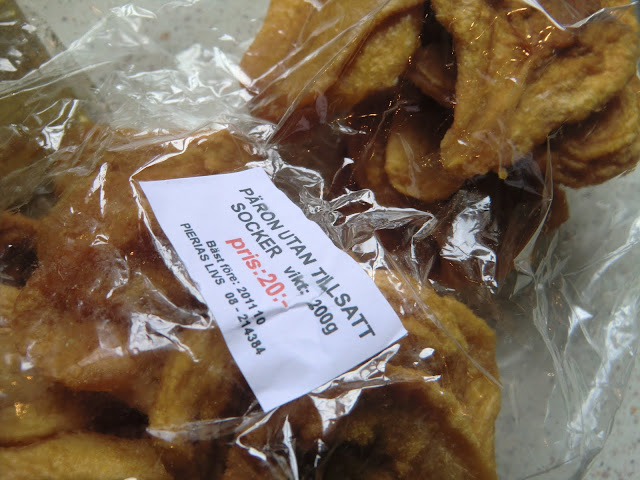 PÄRON UTAN TILLSATT
SOCKER vikt: 200g
pris:20:-
Bäst före: 2011 10
PIERIAS LIVS 08 - 214384